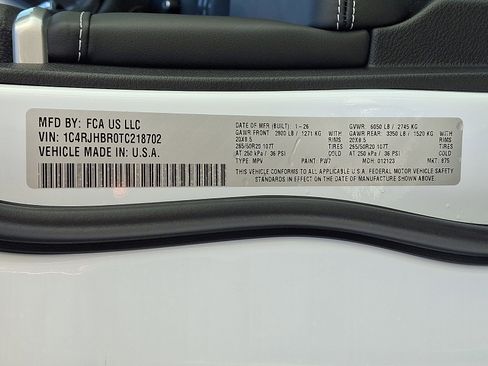 MFD BY: FCA US LLC
VIN: 1C4RJHBR0TC218702
VEHICLE MADE IN: U.S.A.
DATE OF MFR (BUILT): 1-26
GVWR: 6050 LB / 2745 KG
GAWR FRONT: 2800 LB / 1271 KG WITH
GAWR REAR: 3350 LB / 1520 KG WITH
20X8.5 RIMS
20X8.5 RIMS
265/50R20 107T TIRES
265/50R20 107T TIRES
AT 250 kPa / 36 PSI COLD
AT 250 kPa / 36 PSI COLD
TYPE: MPV PAINT: PW7
MDH: 012123 MKT: 875
THIS VEHICLE CONFORMS TO ALL APPLICABLE U.S.A. FEDERAL MOTOR VEHICLE SAFETY
STANDARDS IN EFFECT ON THE DATE OF MANUFACTURE SHOWN ABOVE.